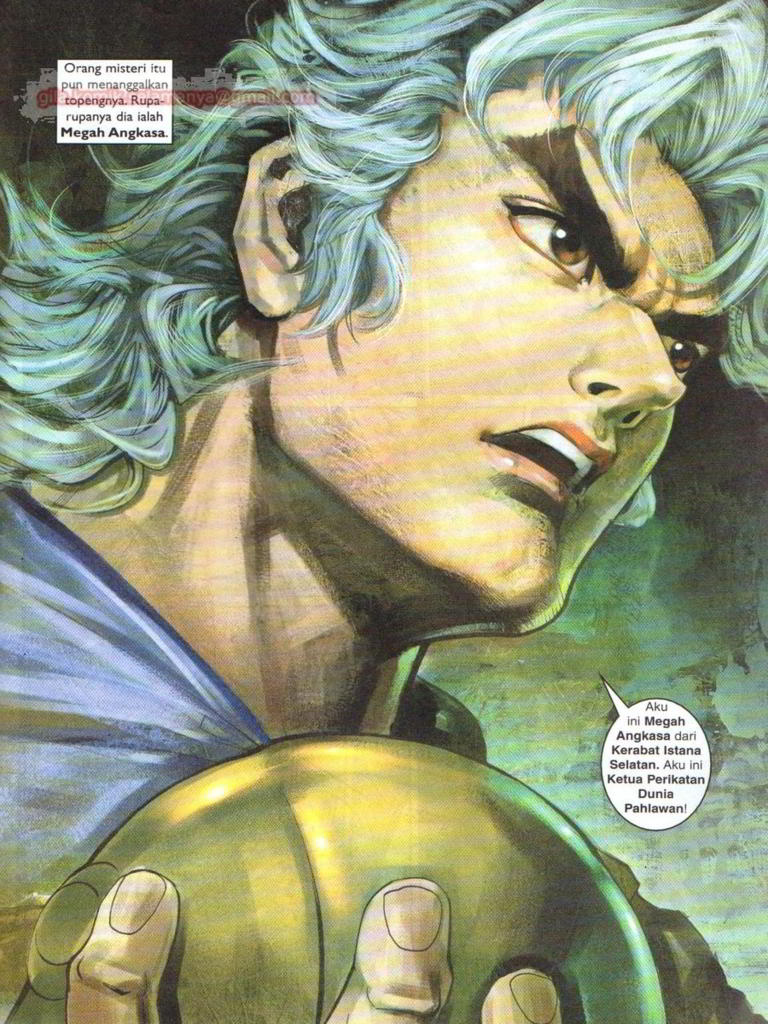 Orang misteri itu
pun menanggalkan
topengnya. Rupa-
rupanya dia ialah
Megah Angkasa.
Aku
ini Megah
Angkasa dari
Kerabat Istana
Selatan. Aku ini
Ketua Perikatan
Dunia
Pahlawan!